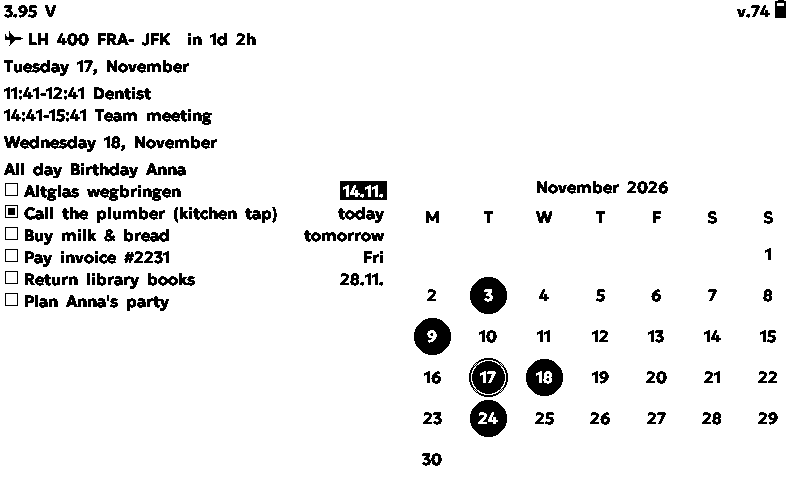 3.95 V
v.74
LH 400 FRA- JFK in 1d 2h
Tuesday 17, November
11:41-12:41 Dentist
14:41-15:41 Team meeting
Wednesday 18, November
All day Birthday Anna
Altglas wegbringen 14.11.
Call the plumber (kitchen tap) today
Buy milk & bread tomorrow
Pay invoice #2231 Fri
Return library books 28.11.
Plan Anna's party
November 2026
M T W T F S S
1
2 3 4 5 6 7 8
9 10 11 12 13 14 15
16 17 18 19 20 21 22
23 24 25 26 27 28 29
30